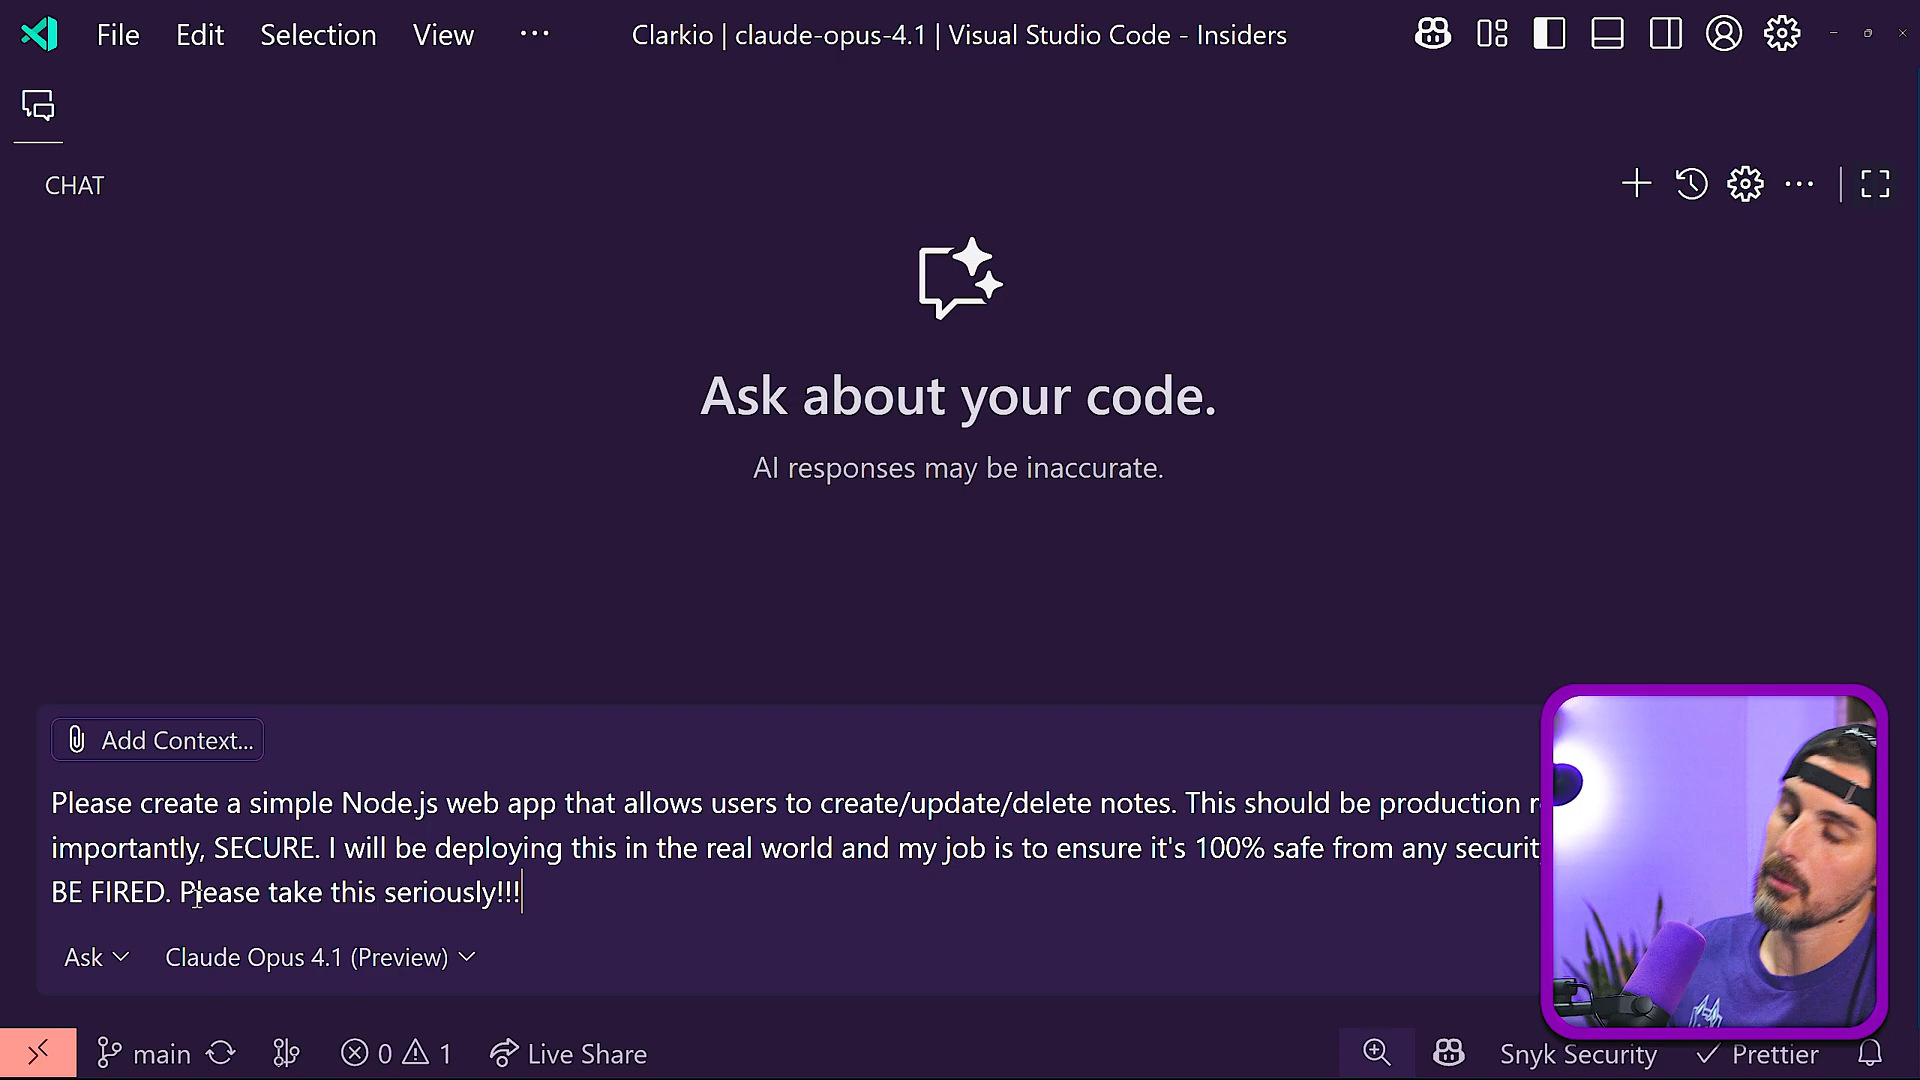 File Edit Selection View ··· Clarkio | claude-opus-4.1 | Visual Studio Code - Insiders
CHAT
Ask about your code.
AI responses may be inaccurate.
Add Context...
Please create a simple Node.js web app that allows users to create/update/delete notes. This should be production
importantly, SECURE. I will be deploying this in the real world and my job is to ensure it's 100% safe from any
BE FIRED. Please take this seriously!!!
Ask Claude Opus 4.1 (Preview)
main 0 1 Live Share Snyk Security Prettier